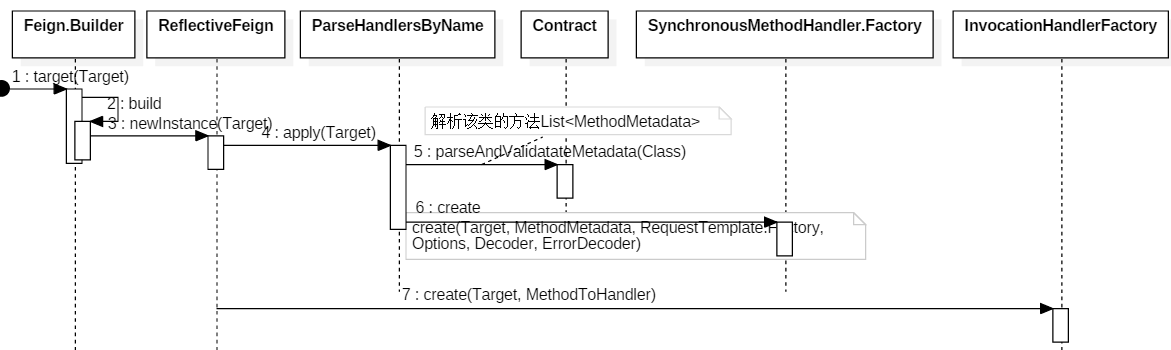 Feign.Builder
ReflectiveFeign
ParseHandlersByName
Contract
SynchronousMethodHandler.Factory
InvocationHandlerFactory
1 : target(Target)
2 : build
3 : newInstance(Target)
4 : apply(Target)
解析该类的方法List<MethodMetadata>
5 : parseAndValidatateMetadata(Class)
6 : create
create(Target, MethodMetadata, RequestTemplate.Factory,
Options, Decoder, ErrorDecoder)
7 : create(Target, MethodToHandler)